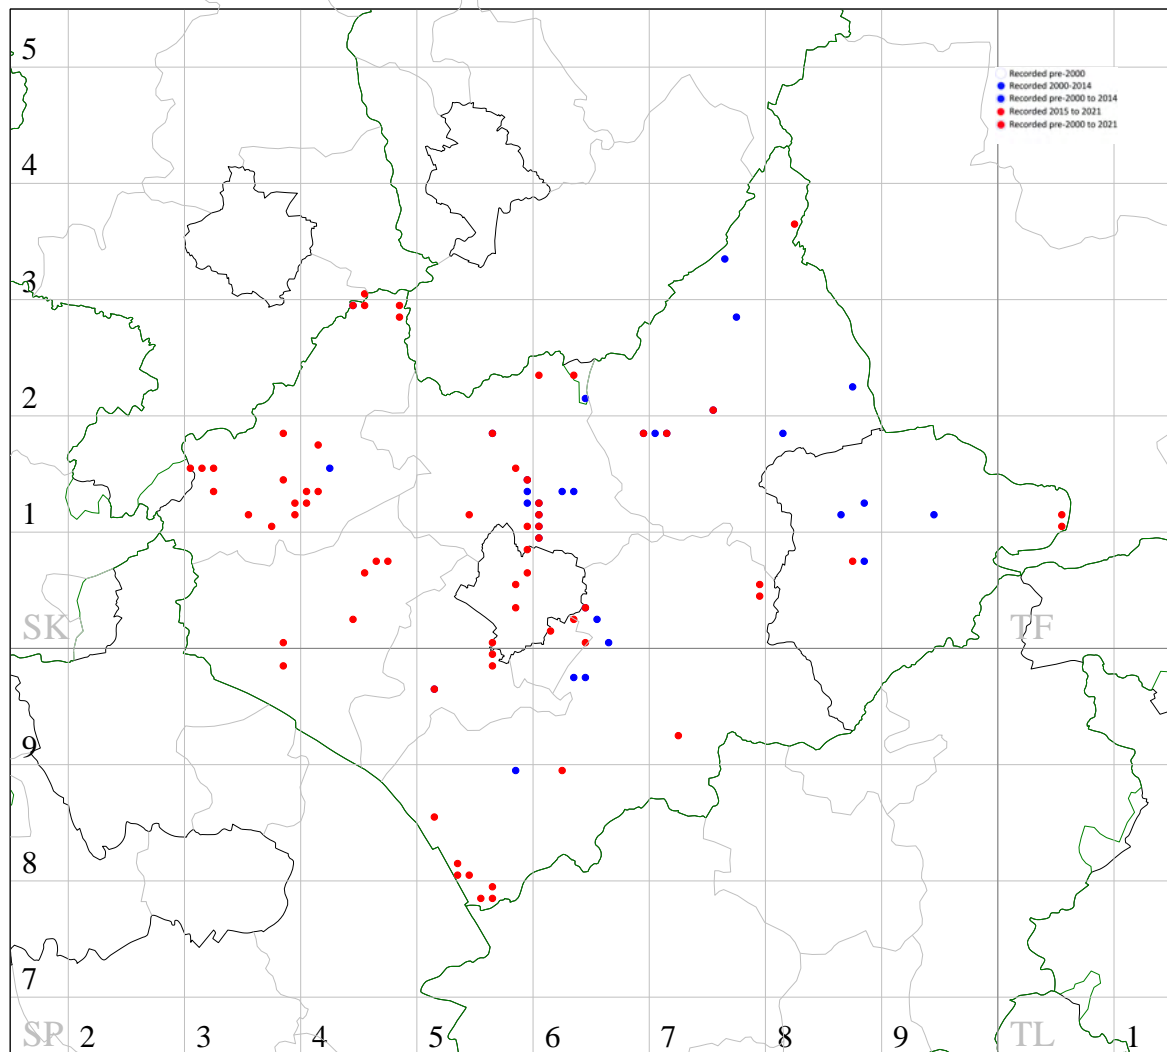 5
Recorded pre-2000
Recorded 2000-2014
Recorded pre-2000 to 2014
Recorded 2015 to 2021
Recorded pre-2000 to 2021
4
3
2
1
SK TF
9
8
7
SP 2 3 4 5 6 7 8 9 TL 1